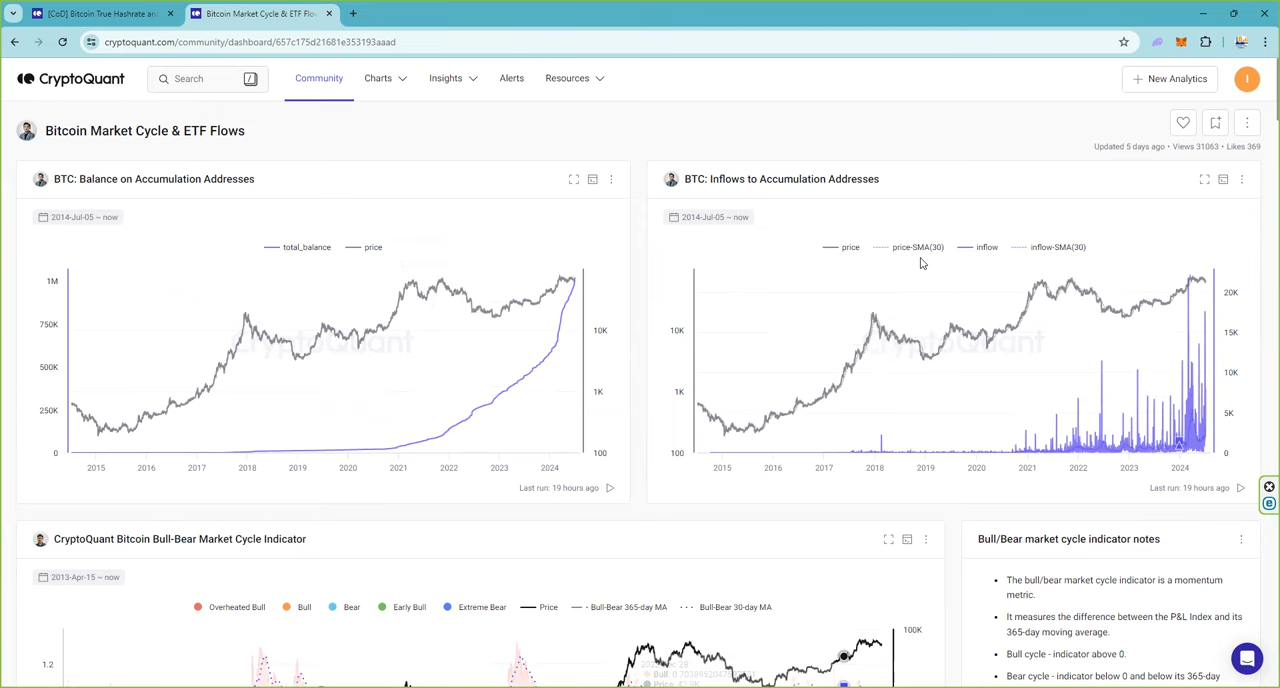 [CoD] Bitcoin True Hashrate an
Bitcoin Market Cycle & ETF Flo
cryptoquant.com/community/dashboard/657c175d21681e353193aaad
CryptoQuant
Search
/
Community
Charts
Insights
Alerts
Resources
New Analytics
I
Bitcoin Market Cycle & ETF Flows
Updated 5 days ago • Views 31063 • Likes 369
BTC: Balance on Accumulation Addresses
2014-Jul-05 ~ now
total_balance
price
1M
750K
500K
250K
0
10K
1K
100
CryptoQuant
2015 2016 2017 2018 2019 2020 2021 2022 2023 2024
Last run: 19 hours ago
BTC: Inflows to Accumulation Addresses
2014-Jul-05 ~ now
price
price-SMA(30)
inflow
inflow-SMA(30)
10K
1K
100
20K
15K
10K
5K
0
CryptoQuant
2015 2016 2017 2018 2019 2020 2021 2022 2023 2024
Last run: 19 hours ago
CryptoQuant Bitcoin Bull-Bear Market Cycle Indicator
2013-Apr-15 ~ now
Overheated Bull
Bull
Bear
Early Bull
Extreme Bear
Price
Bull-Bear 365-day MA
Bull-Bear 30-day MA
1.2
100K
Bull/Bear market cycle indicator notes
• The bull/bear market cycle indicator is a momentum
metric.
• It measures the difference between the P&L Index and its
365-day moving average.
• Bull cycle - indicator above 0.
• Bear cycle - indicator below 0 and below its 365-day